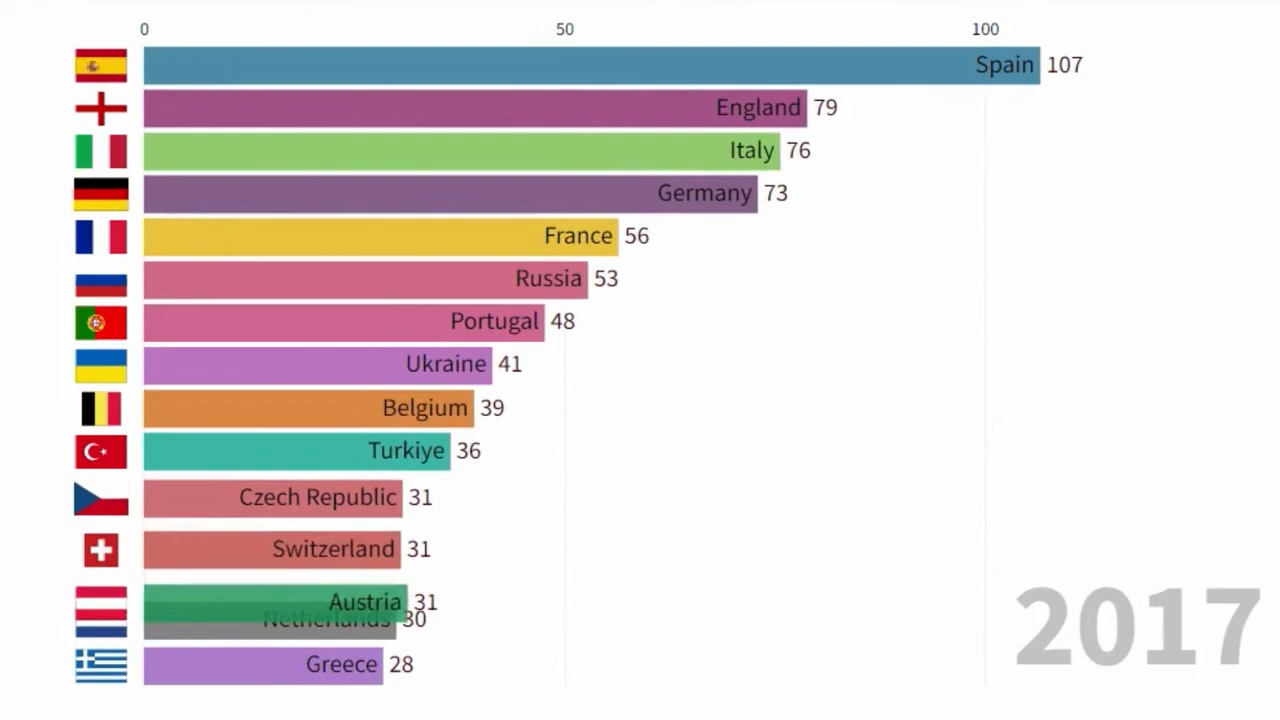 0 50 100
Spain 107
England 79
Italy 76
Germany 73
France 56
Russia 53
Portugal 48
Ukraine 41
Belgium 39
Turkiye 36
Czech Republic 31
Switzerland 31
Austria 31
Netherlands 30
Greece 28
2017